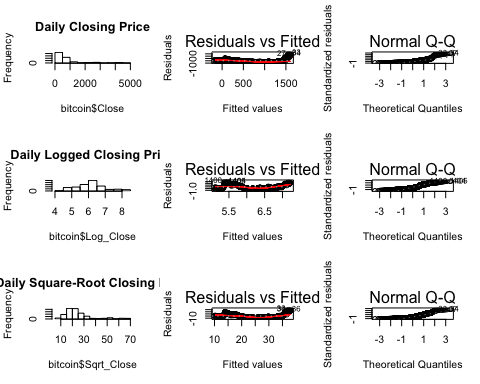 Daily Closing Price
Frequency
0
0 2000 5000
bitcoin$Close
Residuals vs Fitted
Residuals
-1000
0 500 1500
Fitted values
Normal Q-Q
Standardized residuals
-1
-3 -1 1 3
Theoretical Quantiles
Daily Logged Closing Pri
Frequency
0
4 5 6 7 8
bitcoin$Log_Close
Residuals vs Fitted
Residuals
-1.0
5.5 6.5
Fitted values
Normal Q-Q
Standardized residuals
-1
-3 -1 1 3
Theoretical Quantiles
Daily Square-Root Closing
Frequency
0
10 30 50 70
bitcoin$Sqrt_Close
Residuals vs Fitted
Residuals
-10
10 20 30
Fitted values
Normal Q-Q
Standardized residuals
-1
-3 -1 1 3
Theoretical Quantiles